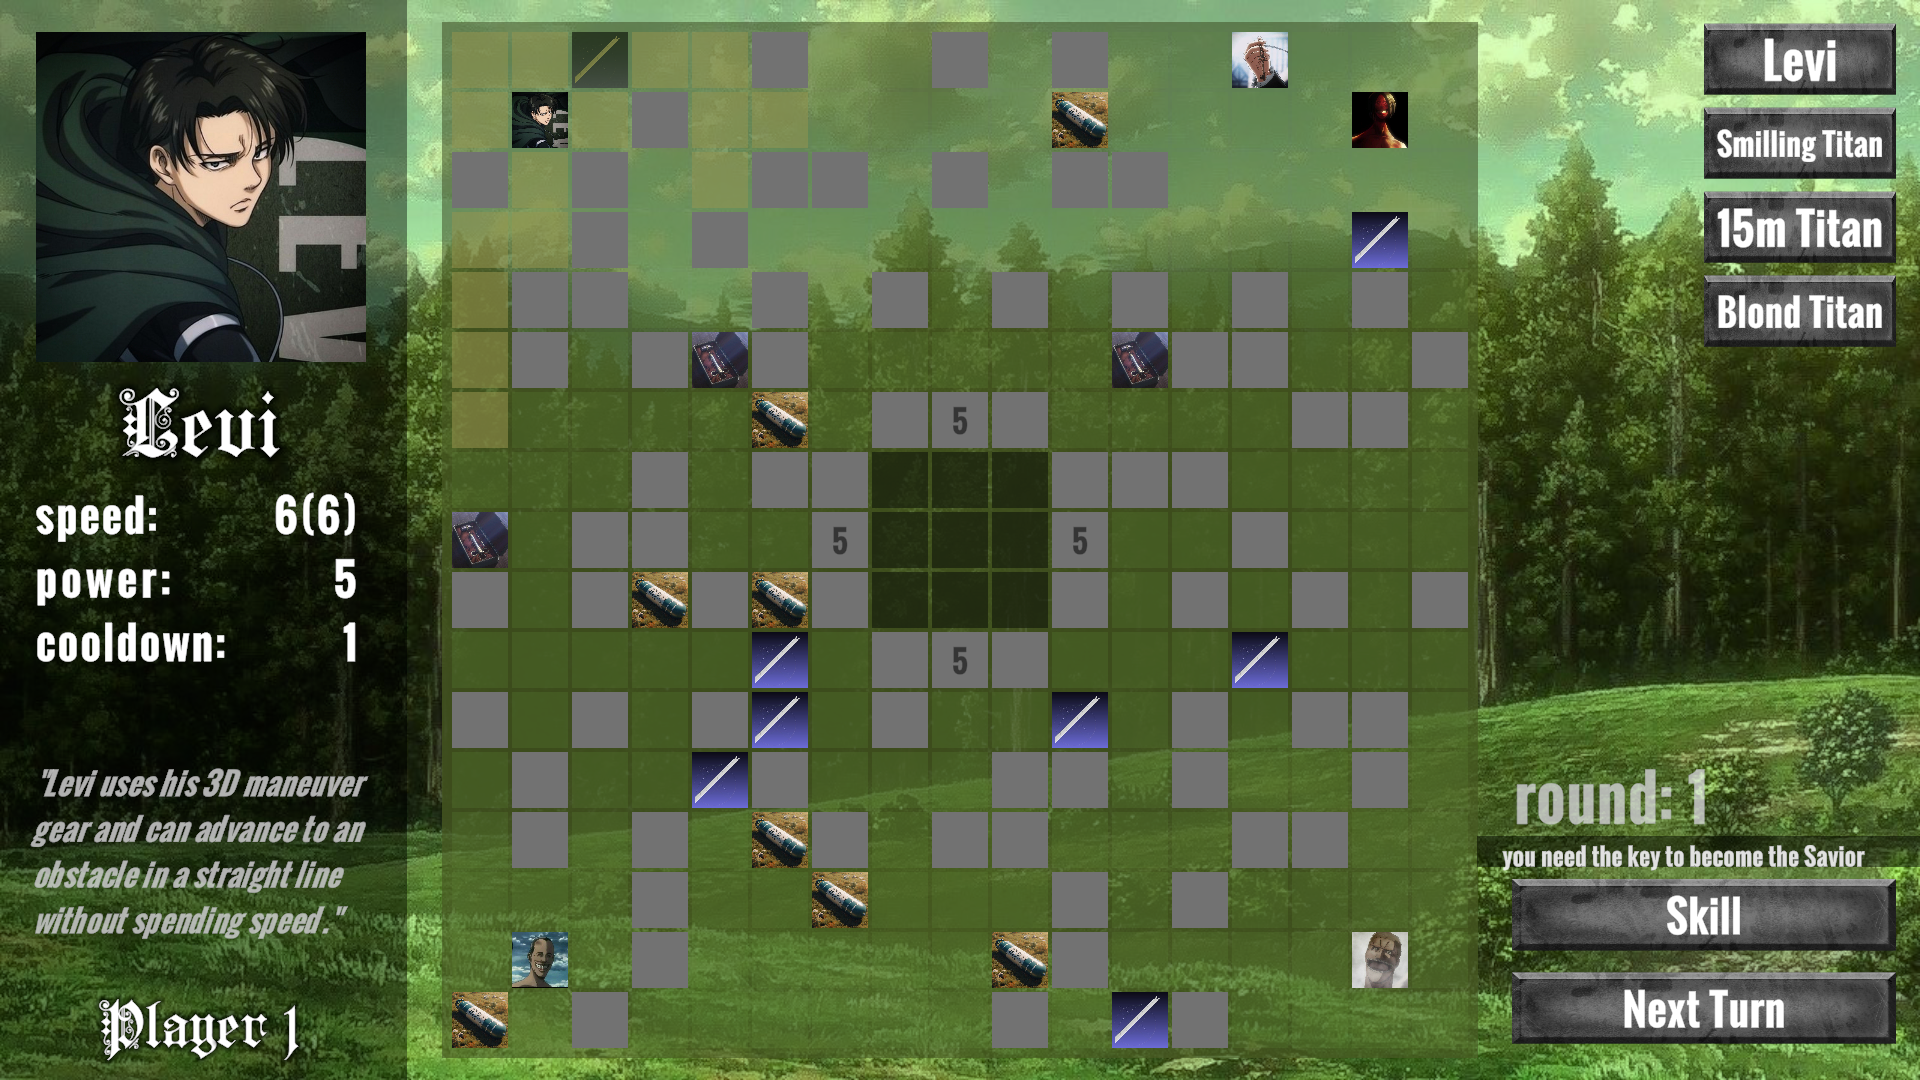 Levi
speed: 6(6)
power: 5
cooldown: 1
"Levi uses his 3D maneuver
gear and can advance to an
obstacle in a straight line
without spending speed."
Player 1
5
5
5
5
Levi
Smilling Titan
15m Titan
Blond Titan
round: 1
you need the key to become the Savior
Skill
Next Turn